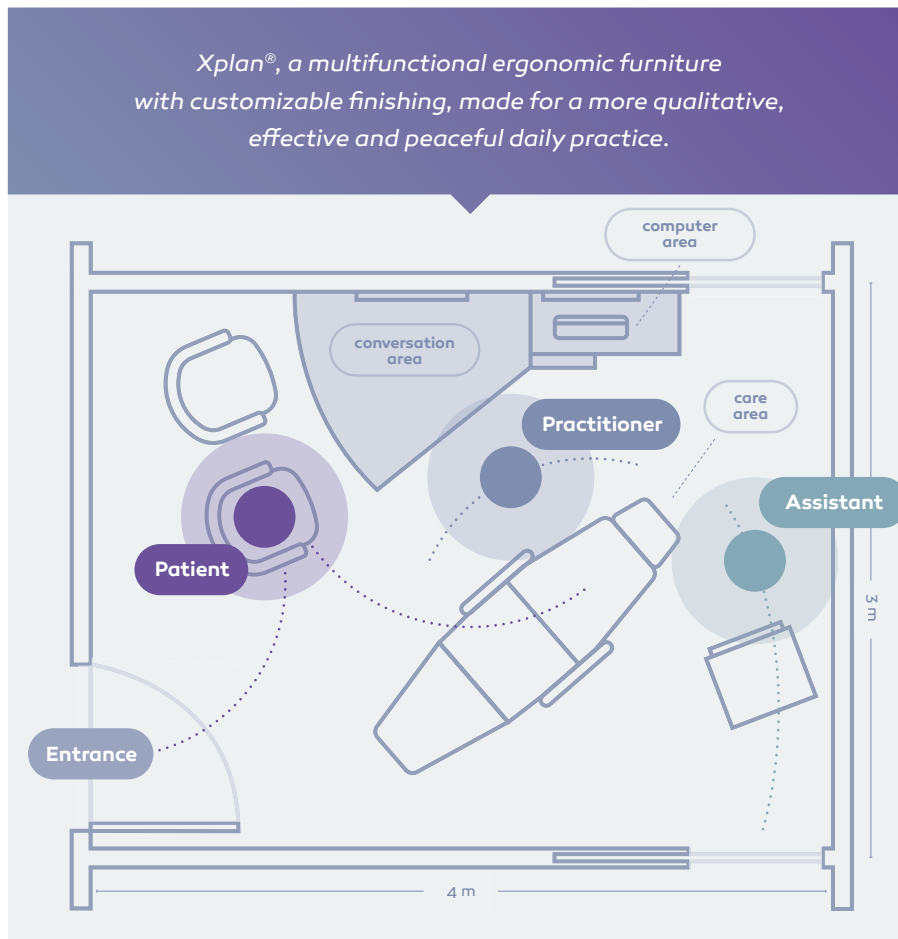 Xplan®, a multifunctional ergonomic furniture
with customizable finishing, made for a more qualitative,
effective and peaceful daily practice.
computer
area
conversation
area
care
area
Practitioner
Assistant
Patient
3 m
Entrance
4 m